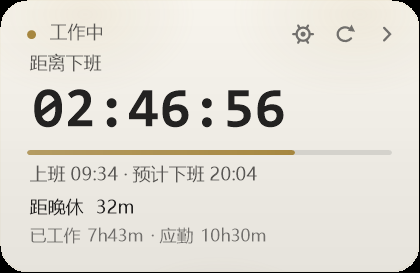 工作中
距离下班
02:46:56
上班 09:34 · 预计下班 20:04
距晚休 32m
已工作 7h43m · 应勤 10h30m